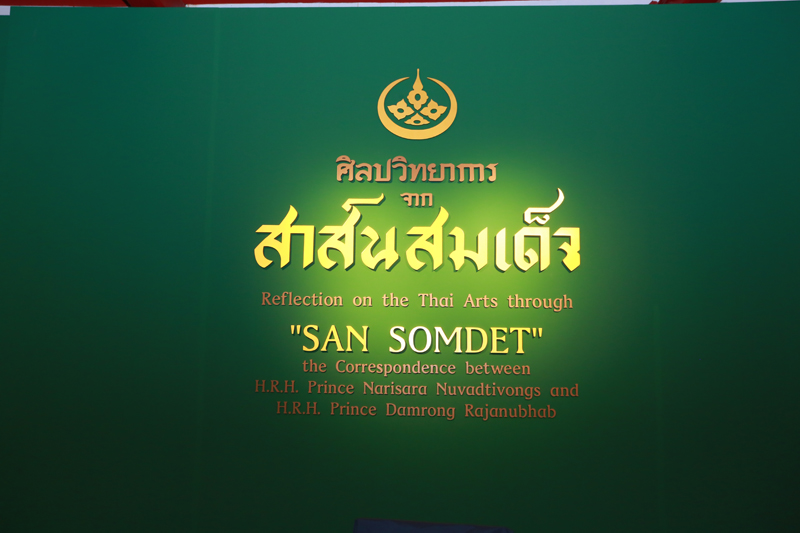 ศิลปวิทยาการ
จาก
สาส์นสมเด็จ
Reflection on the Thai Arts through
"SAN SOMDET"
the Correspondence between
H.R.H. Prince Narisara Nuvadtivongs and
H.R.H. Prince Damrong Rajanubhab